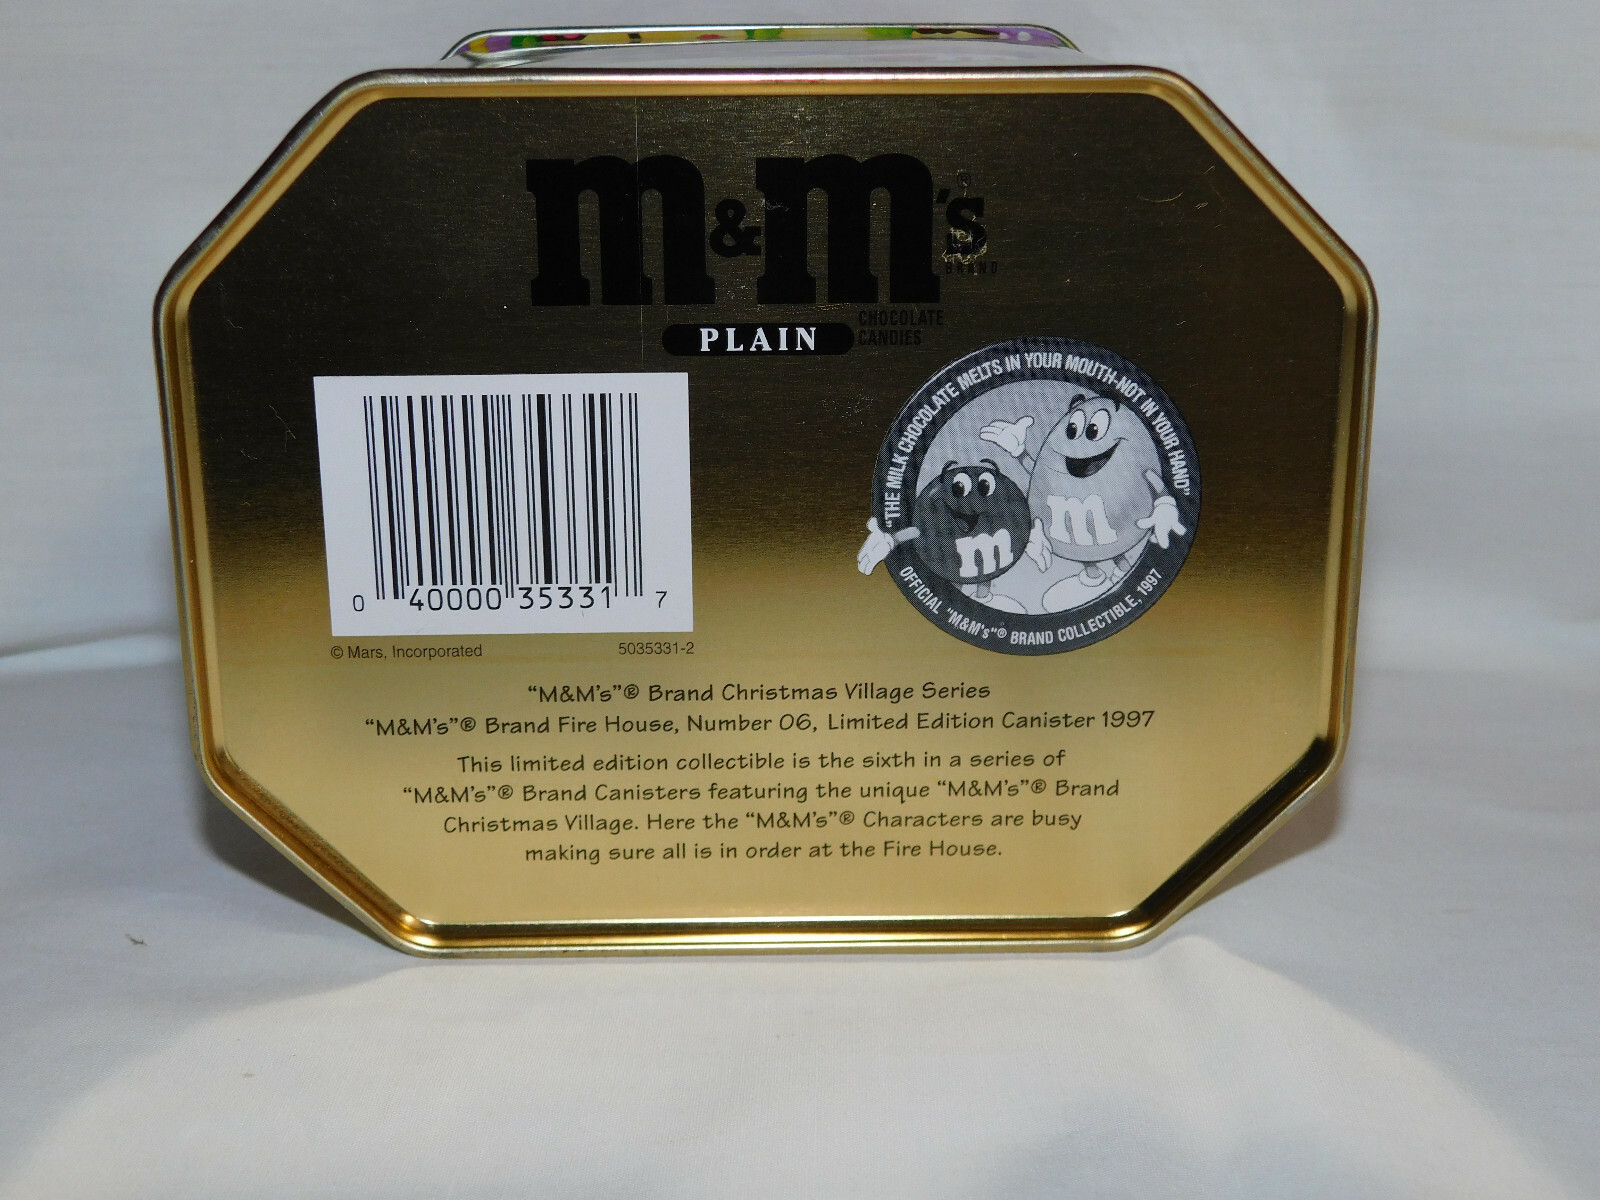 m&m's®
BRAND
PLAIN
CHOCOLATE
CANDIES
"THE MILK CHOCOLATE MELTS IN YOUR MOUTH-NOT IN YOUR HAND"
m
m
OFFICIAL "M&M's"® BRAND COLLECTIBLE, 1997
0 40000 35331 7
© Mars, Incorporated 5035331-2
"M&M's"® Brand Christmas Village Series
"M&M's"® Brand Fire House, Number 06, Limited Edition Canister 1997
This limited edition collectible is the sixth in a series of
"M&M's"® Brand Canisters featuring the unique "M&M's"® Brand
Christmas Village. Here the "M&M's"® Characters are busy
making sure all is in order at the Fire House.